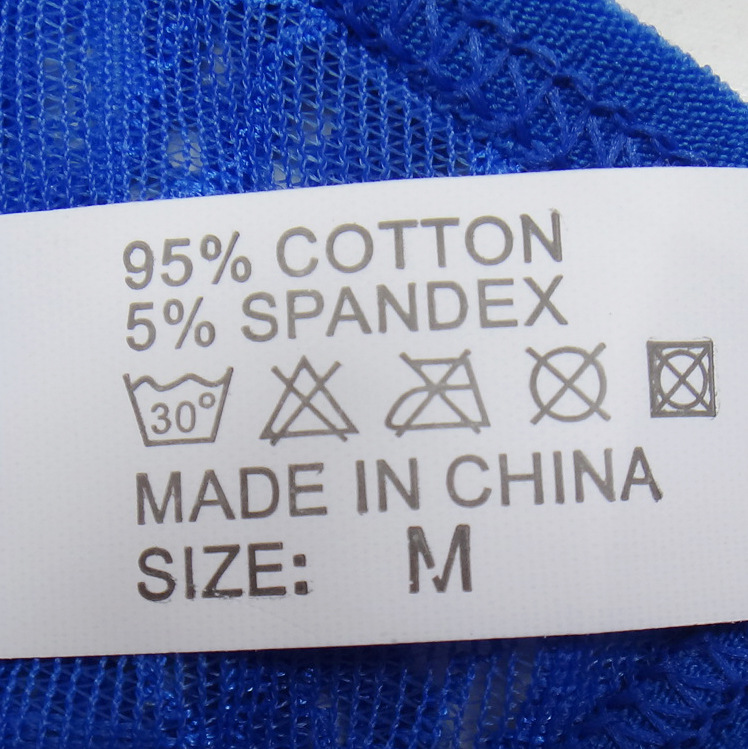 95% COTTON
5% SPANDEX
30°
MADE IN CHINA
SIZE: M